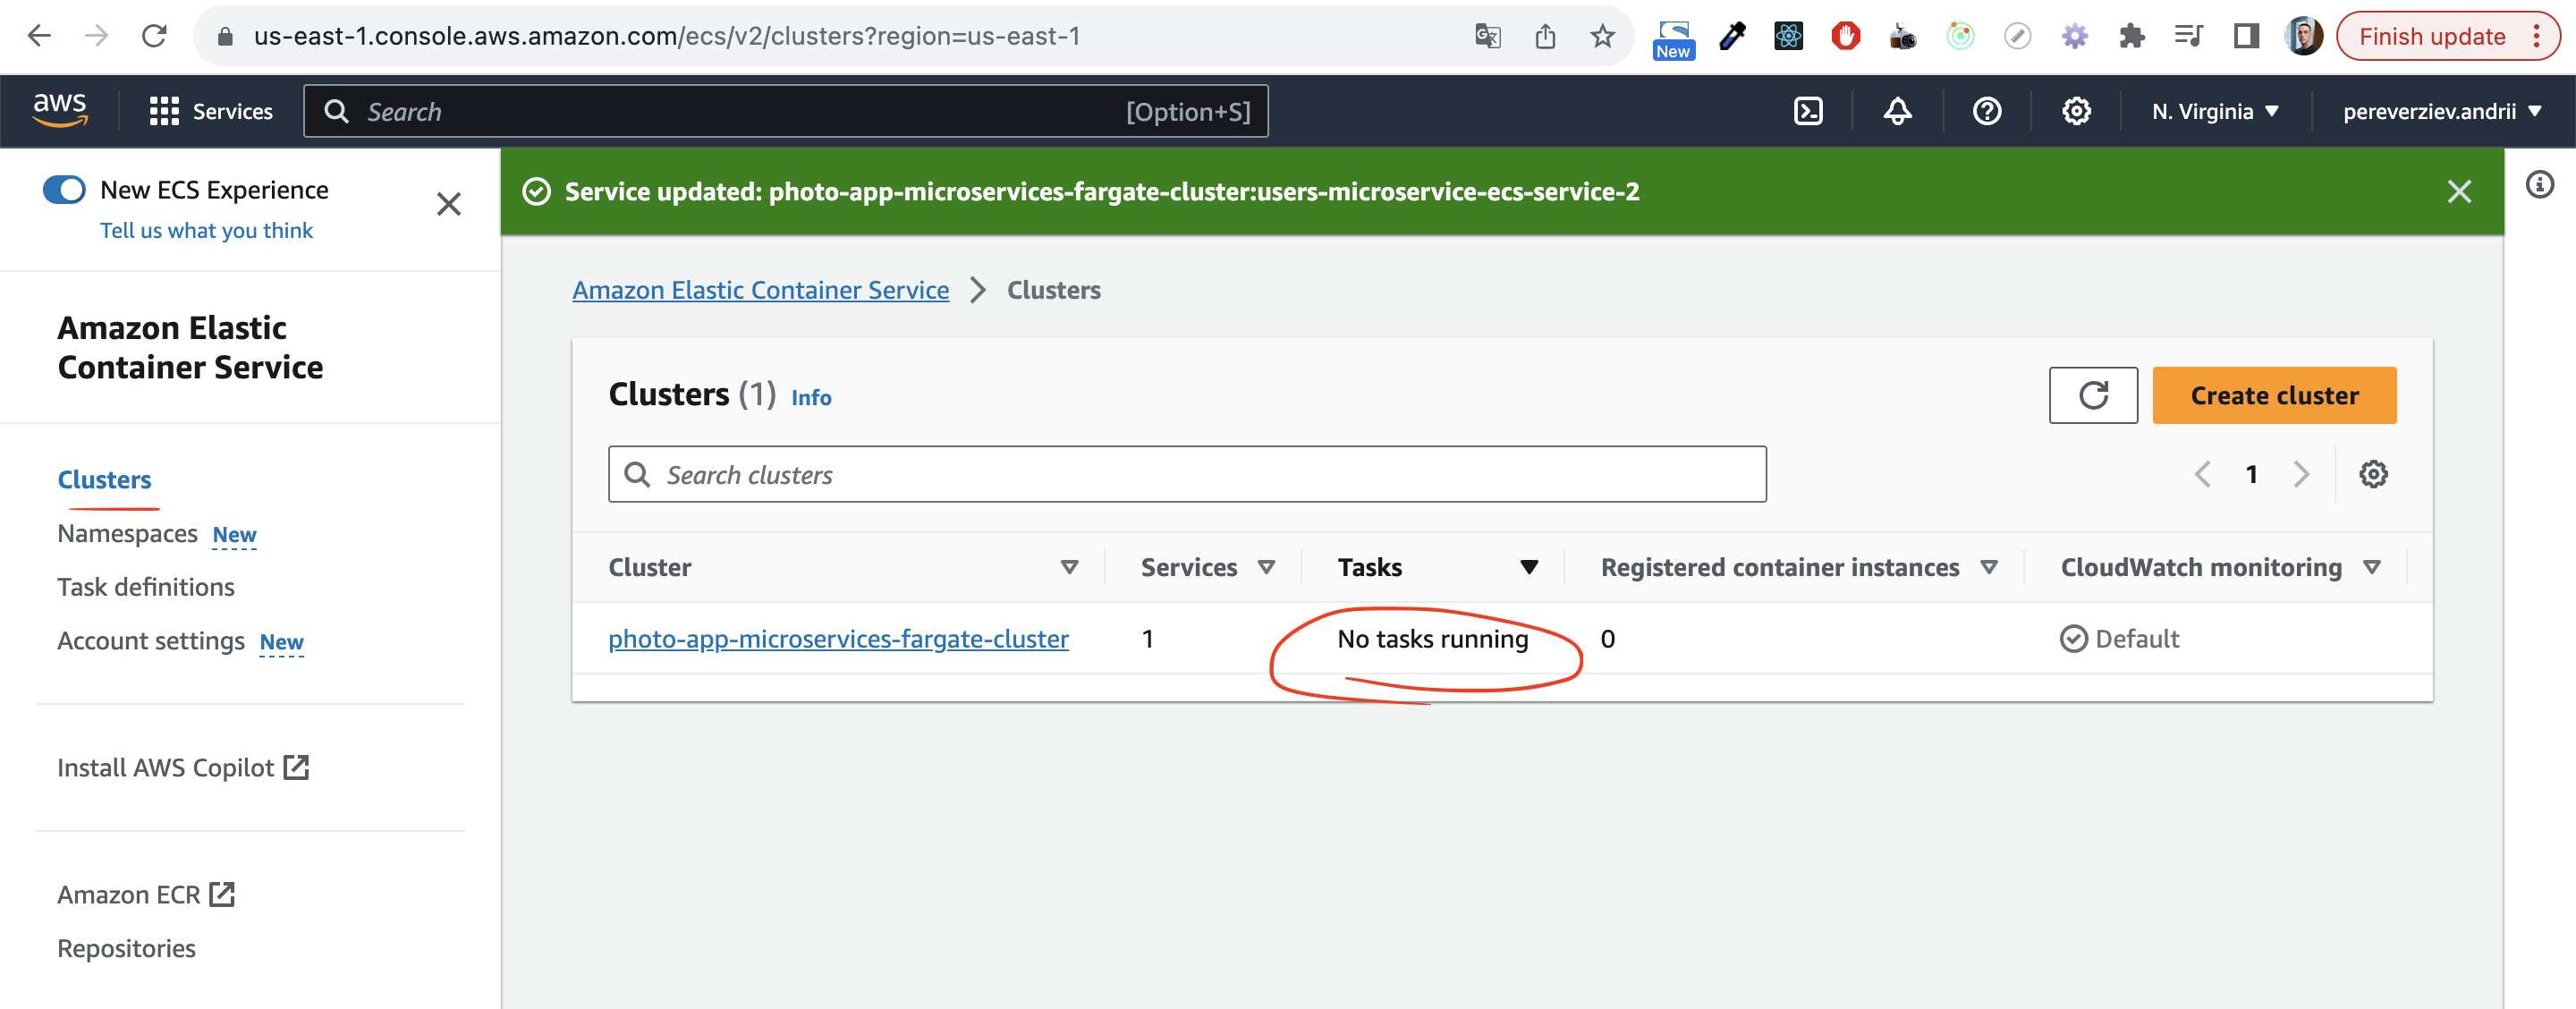 us-east-1.console.aws.amazon.com/ecs/v2/clusters?region=us-east-1
New
Finish update
aws
Services
Search
[Option+S]
N. Virginia
pereverziev.andrii
New ECS Experience
Tell us what you think
Service updated: photo-app-microservices-fargate-cluster:users-microservice-ecs-service-2
Amazon Elastic
Container Service
Clusters
Namespaces New
Task definitions
Account settings New
Install AWS Copilot
Amazon ECR
Repositories
Amazon Elastic Container Service > Clusters
Clusters (1) Info
Create cluster
Search clusters
1
Cluster Services Tasks Registered container instances CloudWatch monitoring
photo-app-microservices-fargate-cluster 1 No tasks running 0 Default